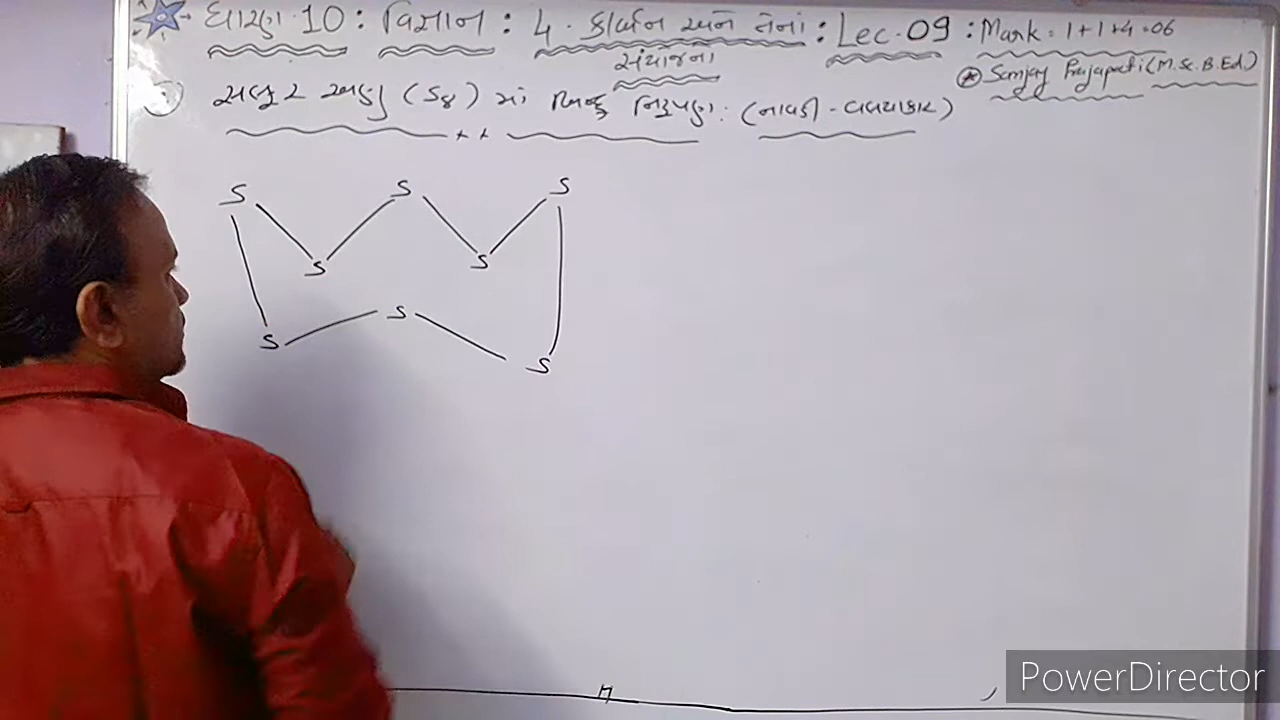 ધોરણ-10 : વિજ્ઞાન : 4. કાર્બન અને તેનાં : Lec-09 : Mark = 1+1+4=06
સંયોજનો
Sanjay Prajapati (M.Sc. B.Ed.)
સલ્ફર અણુ (S8) માં બિંદુ નિરૂપણ : (તાજ - વલયાકાર)
S S S
S S
S S S
H
PowerDirector